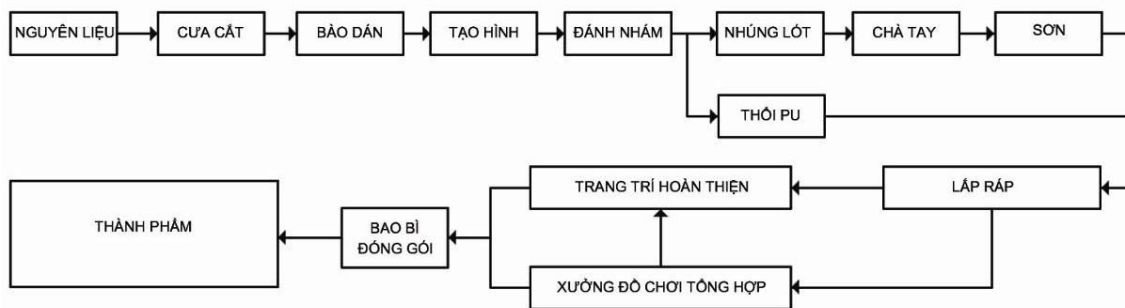 NGUYÊN LIỆU
CƯA CẮT
BÀO DÁN
TẠO HÌNH
ĐÁNH NHÁM
NHÚNG LÓT
CHÀ TAY
SƠN
THỔI PU
TRANG TRÍ HOÀN THIỆN
LẮP RÁP
THÀNH PHẨM
BAO BÌ
ĐÓNG GÓI
XƯỞNG ĐỒ CHƠI TỔNG HỢP